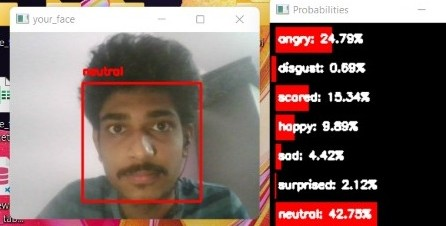 your_face
Probabilities
neutral
angry: 24.79%
disgust: 0.69%
scared: 15.34%
happy: 9.89%
sad: 4.42%
surprised: 2.12%
neutral: 42.75%
tab...